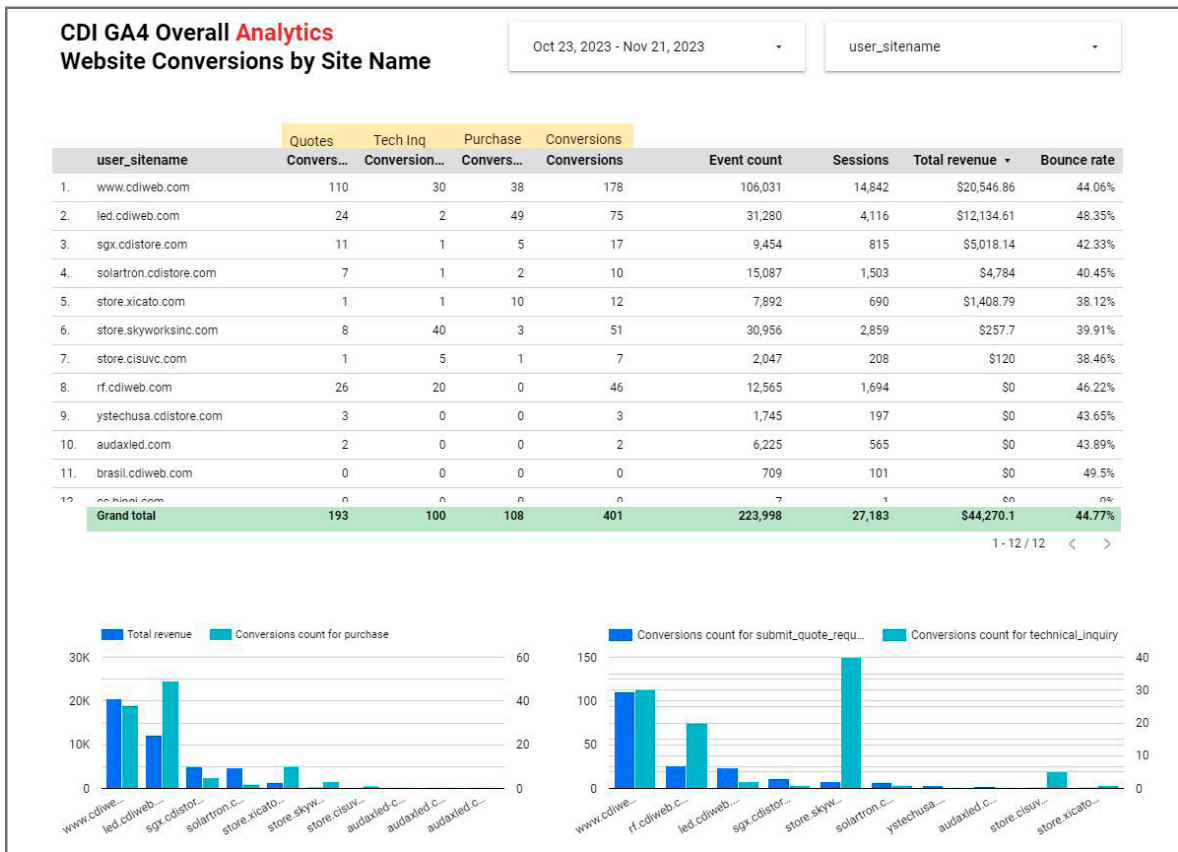 CDI GA4 Overall Analytics
Website Conversions by Site Name
Oct 23, 2023 - Nov 21, 2023
user_sitename
Quotes Tech Inq Purchase Conversions
user_sitename Convers... Conversion... Convers... Conversions Event count Sessions Total revenue Bounce rate
1. www.cdiweb.com 110 30 38 178 106,031 14,842 $20,546.86 44.06%
2. led.cdiweb.com 24 2 49 75 31,280 4,116 $12,134.61 48.35%
3. sgx.cdistore.com 11 1 5 17 9,454 815 $5,018.14 42.33%
4. solartron.cdistore.com 7 1 2 10 15,087 1,503 $4,784 40.45%
5. store.xicato.com 1 1 10 12 7,892 690 $1,408.79 38.12%
6. store.skyworksinc.com 8 40 3 51 30,956 2,859 $257.7 39.91%
7. store.cisuvc.com 1 5 1 7 2,047 208 $120 38.46%
8. rf.cdiweb.com 26 20 0 46 12,565 1,694 $0 46.22%
9. ystechusa.cdistore.com 3 0 0 3 1,745 197 $0 43.65%
10. audaxled.com 2 0 0 2 6,225 565 $0 43.89%
11. brasil.cdiweb.com 0 0 0 0 709 101 $0 49.5%
12 0 0 0 0 7 1 $0 0%
Grand total 193 100 108 401 223,998 27,183 $44,270.1 44.77%
1 - 12 / 12 < >
Total revenue Conversions count for purchase
30K 60
20K 40
10K 20
0 0
www.cdiwe... led.cdiweb.... sgx.cdistor... solartron.c... store.xicato... store.skyw... store.cisuv... audaxled.c... audaxled.c... audaxled.c...
Conversions count for submit_quote_requ... Conversions count for technical_inquiry
150 40
30
100
20
50
10
0 0
www.cdiwe... rf.cdiweb.c... led.cdiweb.... sgx.cdistor... store.skyw... solartron.c... ystechusa.... audaxled.c... store.cisuv... store.xicato...